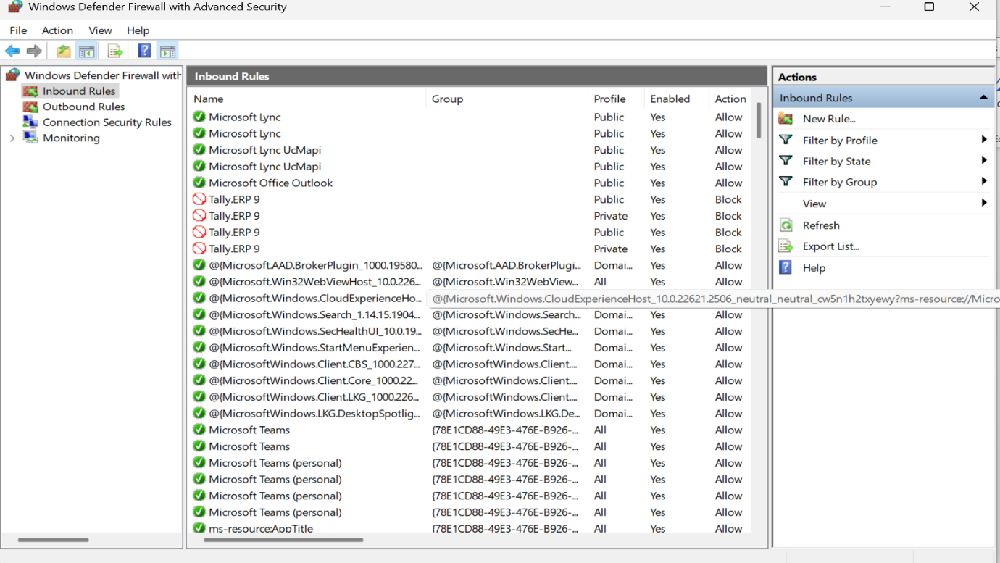 Windows Defender Firewall with Advanced Security
File Action View Help
Windows Defender Firewall with
Inbound Rules
Outbound Rules
Connection Security Rules
Monitoring
Inbound Rules
Name Group Profile Enabled Action
Microsoft Lync Public Yes Allow
Microsoft Lync Public Yes Allow
Microsoft Lync UcMapi Public Yes Allow
Microsoft Lync UcMapi Public Yes Allow
Microsoft Office Outlook Public Yes Allow
Tally.ERP 9 Public Yes Block
Tally.ERP 9 Private Yes Block
Tally.ERP 9 Public Yes Block
Tally.ERP 9 Private Yes Block
@{Microsoft.AAD.BrokerPlugin_1000.19580... @{Microsoft.AAD.BrokerPlugi... Domai... Yes Allow
@{Microsoft.Win32WebViewHost_10.0.226... @{Microsoft.Win32WebView... All Yes Allow
@{Microsoft.Windows.CloudExperienceHo... @{Microsoft.Windows.CloudExperienceHost_10.0.22621.2506_neutral_neutral_cw5n1h2txyewy?ms-resource://Micro
@{Microsoft.Windows.Search_1.14.15.1904... @{Microsoft.Windows.Search... Domai... Yes Allow
@{Microsoft.Windows.SecHealthUI_10.0.19... @{Microsoft.Windows.SecHe... Domai... Yes Allow
@{Microsoft.Windows.StartMenuExperien... @{Microsoft.Windows.Start... Domai... Yes Allow
@{MicrosoftWindows.Client.CBS_1000.227... @{MicrosoftWindows.Client.... Domai... Yes Allow
@{MicrosoftWindows.Client.Core_1000.22... @{MicrosoftWindows.Client.... Domai... Yes Allow
@{MicrosoftWindows.Client.LKG_1000.226... @{MicrosoftWindows.Client.... Domai... Yes Allow
@{MicrosoftWindows.LKG.DesktopSpotlig... @{MicrosoftWindows.LKG.De... Domai... Yes Allow
Microsoft Teams {78E1CD88-49E3-476E-B926-... All Yes Allow
Microsoft Teams {78E1CD88-49E3-476E-B926-... All Yes Allow
Microsoft Teams (personal) {78E1CD88-49E3-476E-B926-... All Yes Allow
Microsoft Teams (personal) {78E1CD88-49E3-476E-B926-... All Yes Allow
Microsoft Teams (personal) {78E1CD88-49E3-476E-B926-... All Yes Allow
Microsoft Teams (personal) {78E1CD88-49E3-476E-B926-... All Yes Allow
ms-resource:AppTitle {78E1CD88-49E3-476E-B926-... All Yes Allow
Actions
Inbound Rules
New Rule...
Filter by Profile
Filter by State
Filter by Group
View
Refresh
Export List...
Help